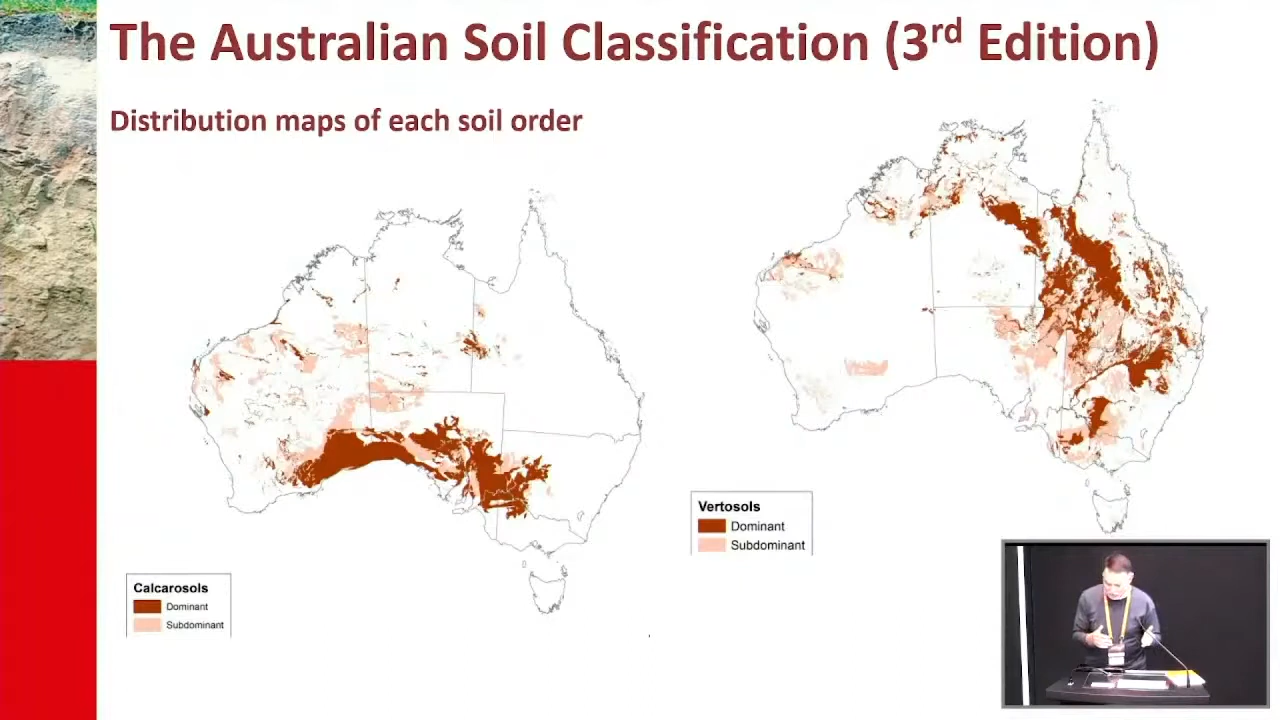 The Australian Soil Classification (3rd Edition)
Distribution maps of each soil order
Calcarosols
Dominant
Subdominant
Vertosols
Dominant
Subdominant